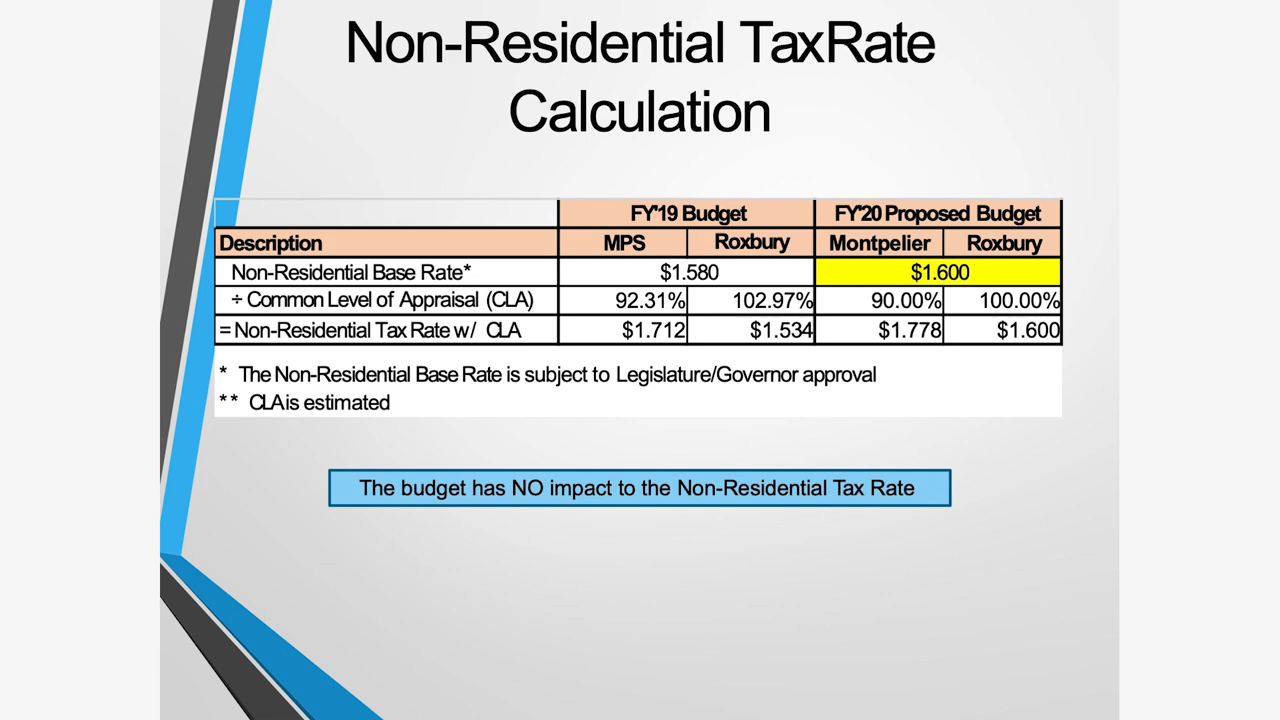 Non-Residential TaxRate
Calculation
FY'19 Budget FY'20 Proposed Budget
Description MPS Roxbury Montpelier Roxbury
Non-Residential Base Rate* $1.580 $1.600
÷ Common Level of Appraisal (CLA) 92.31% 102.97% 90.00% 100.00%
= Non-Residential Tax Rate w/ CLA $1.712 $1.534 $1.778 $1.600
* The Non-Residential Base Rate is subject to Legislature/Governor approval
** CLA is estimated
The budget has NO impact to the Non-Residential Tax Rate